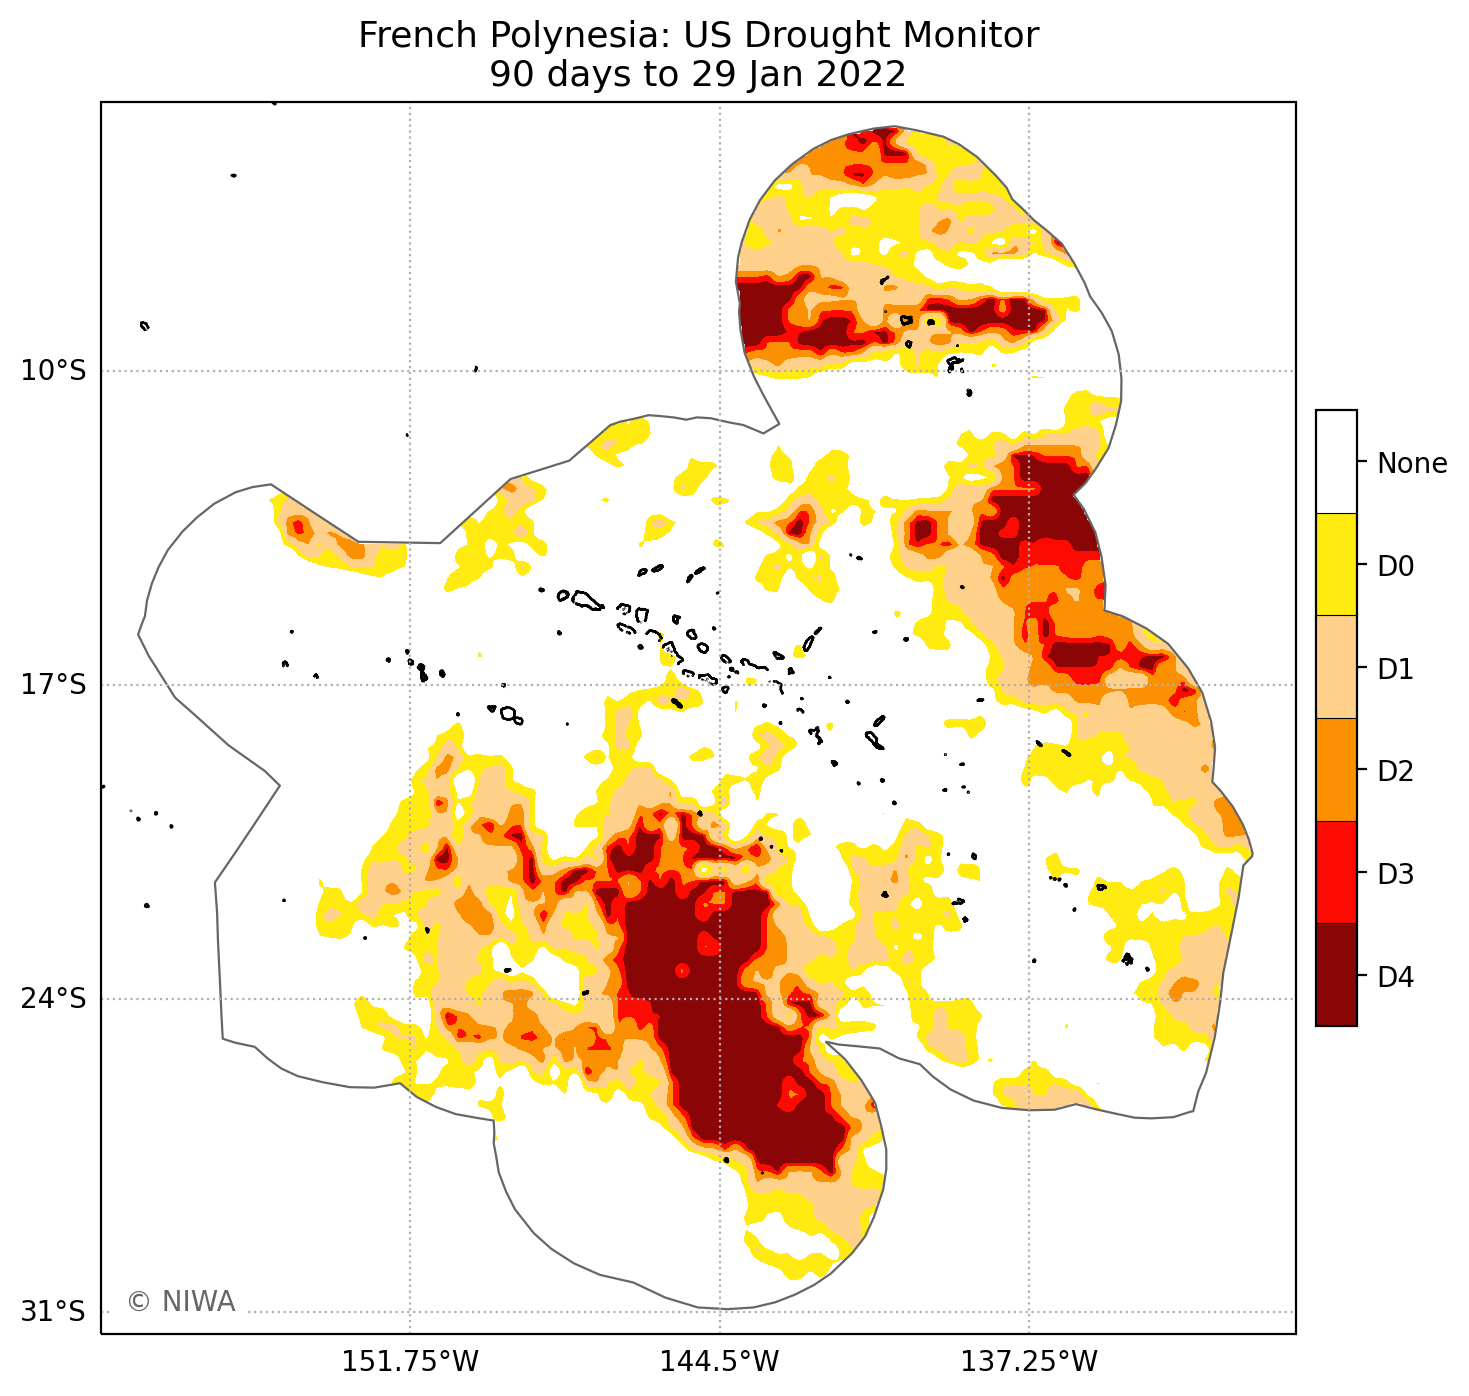 French Polynesia: US Drought Monitor
90 days to 29 Jan 2022
10°S
17°S
24°S
31°S
151.75°W
144.5°W
137.25°W
None
D0
D1
D2
D3
D4
© NIWA